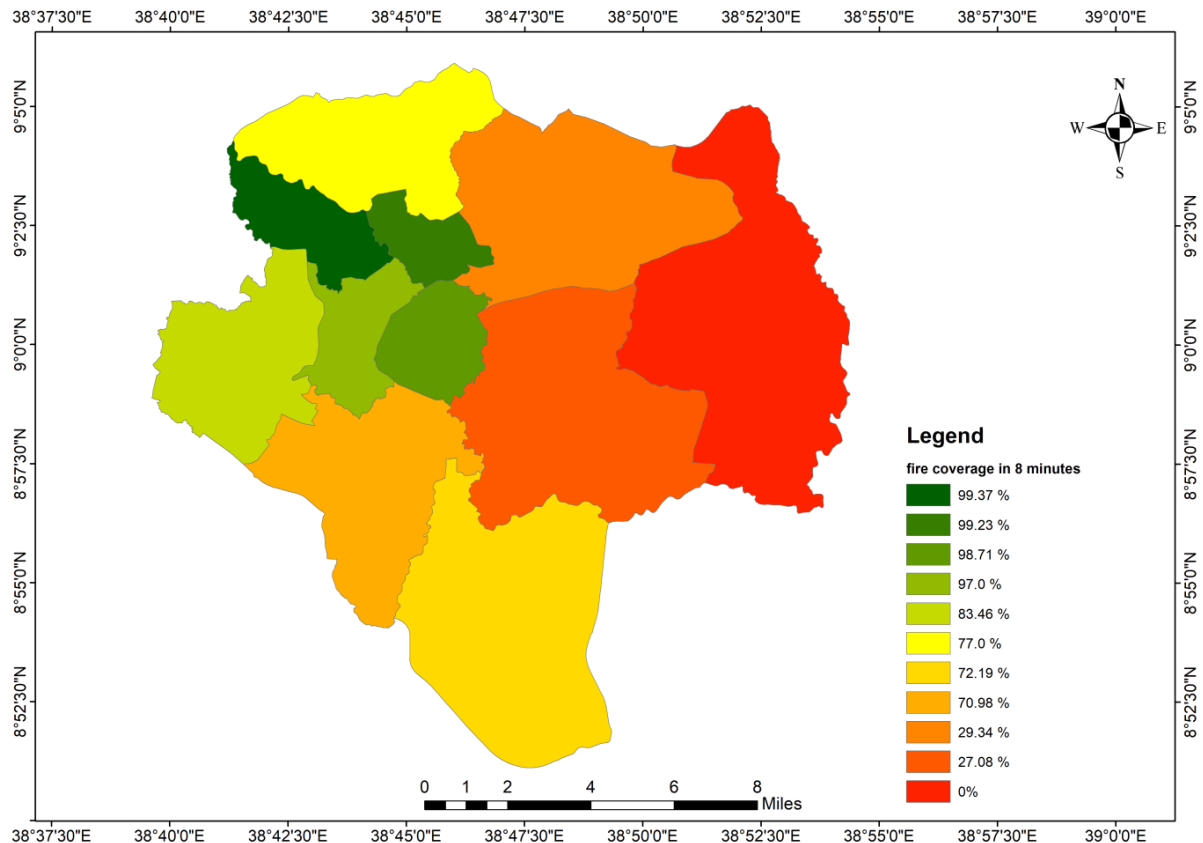 38°37'30"E 38°40'0"E 38°42'30"E 38°45'0"E 38°47'30"E 38°50'0"E 38°52'30"E 38°57'30"E 39°0'0"E
9°5'0"N 9°5'0"N
N
W E
S
9°2'30"N 9°2'30"N
9°0'0"N 9°0'0"N
8°57'30"N 8°57'30"N
8°55'0"N 8°55'0"N
8°52'30"N 8°52'30"N
Legend
fire coverage in 8 minutes
99.37 %
99.23 %
98.71 %
97.0 %
83.46 %
77.0 %
72.19 %
70.98 %
29.34 %
27.08 %
0%
0 1 2 4 6 8
Miles
38°37'30"E 38°40'0"E 38°42'30"E 38°45'0"E 38°47'30"E 38°50'0"E 38°52'30"E 38°57'30"E 39°0'0"E